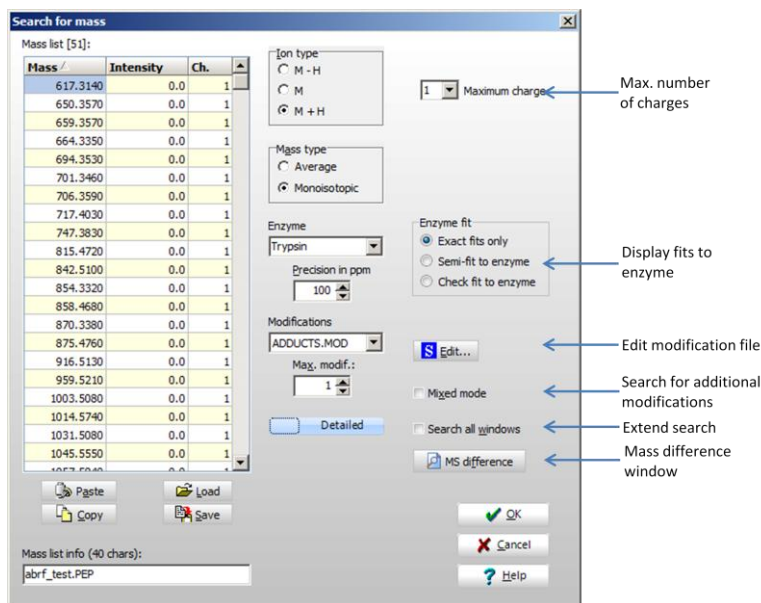 Search for mass
Mass list [51]:
Mass Intensity Ch.
617.3140 0.0 1
650.3570 0.0 1
659.3570 0.0 1
664.3350 0.0 1
694.3530 0.0 1
701.3460 0.0 1
706.3590 0.0 1
717.4030 0.0 1
747.3830 0.0 1
815.4720 0.0 1
842.5100 0.0 1
854.3320 0.0 1
858.4680 0.0 1
870.3380 0.0 1
875.4760 0.0 1
916.5130 0.0 1
959.5210 0.0 1
1003.5080 0.0 1
1014.5740 0.0 1
1031.5080 0.0 1
1045.5550 0.0 1
Paste
Load
Copy
Save
Mass list info (40 chars):
abrf_test.PEP
Ion type
M - H
M
M + H
Mass type
Average
Monoisotopic
Enzyme
Trypsin
Precision in ppm
100
Modifications
ADDUCTS.MOD
Max. modif.:
1
Detailed
1 Maximum charge
Enzyme fit
Exact fits only
Semi-fit to enzyme
Check fit to enzyme
S Edit...
Mixed mode
Search all windows
MS difference
OK
Cancel
? Help
Max. number
of charges
Display fits to
enzyme
Edit modification file
Search for additional
modifications
Extend search
Mass difference
window